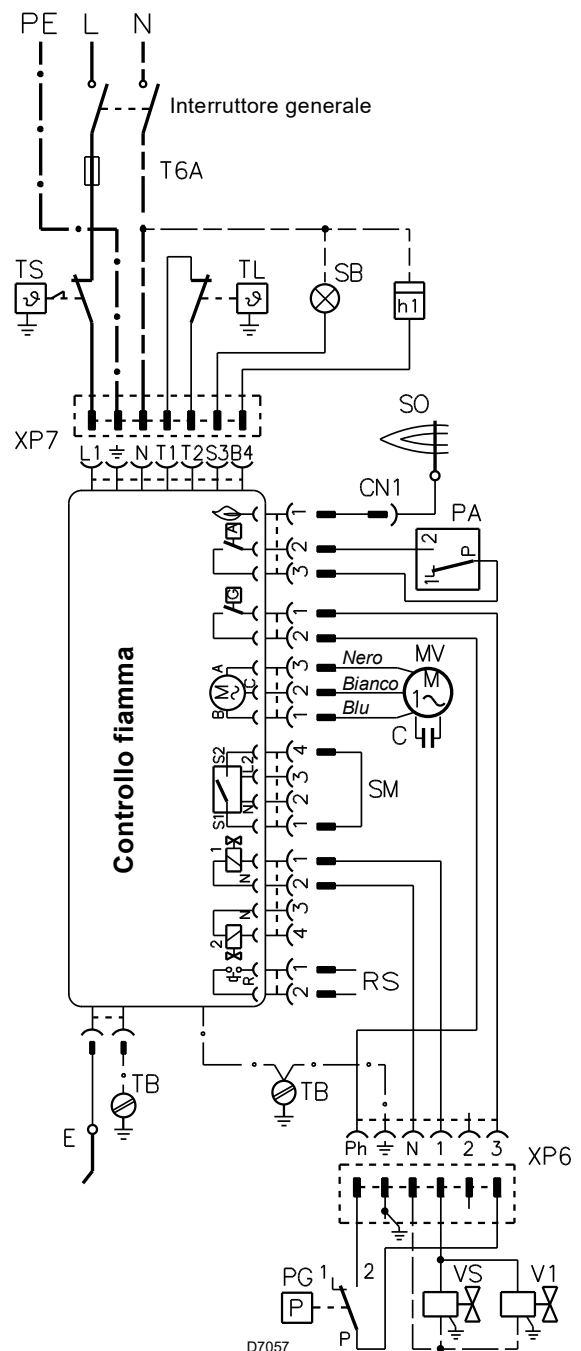 PE L N
Interruttore generale
T6A
TS
TL
SB
h1
XP7
L1 N T1 T2 S3 B4
SO
CN1
PA
A
1
2
3
2
1
P
G
1
2
Controllo fiamma
A
M
C
B
3
2
1
Nero
Bianco
Blu
MV
M
1
C
S2
L2
N
S1
4
3
2
1
SM
1
N
N
2
1
2
3
4
R
1
2
RS
TB
TB
E
Ph N 1 2 3
XP6
PG
P
1
2
P
VS
V1
D7057